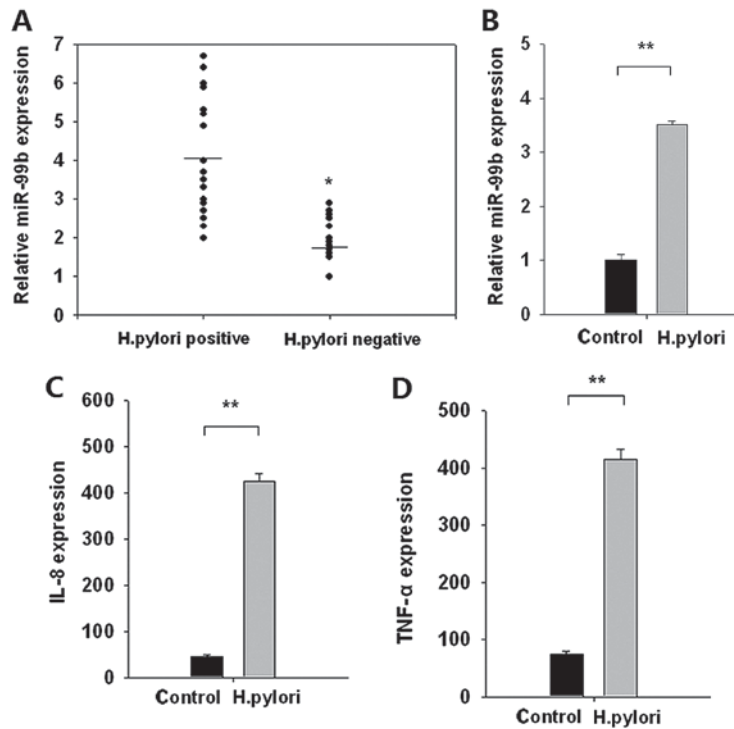 A
Relative miR-99b expression
7
6
5
4
3
2
1
0
*
H.pylori positive
H.pylori negative
B
Relative miR-99b expression
5
4
3
2
1
0
**
Control
H.pylori
C
IL-8 expression
600
500
400
300
200
100
0
**
Control
H.pylori
D
TNF-α expression
500
400
300
200
100
0
**
Control
H.pylori